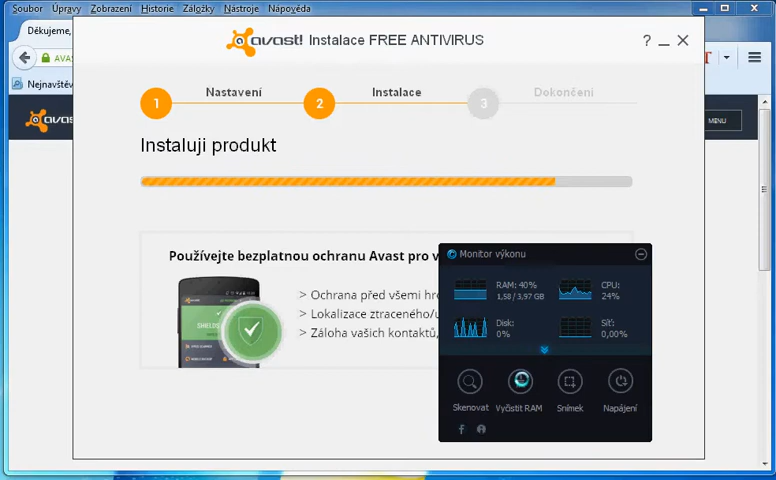 Soubor Úpravy Zobrazení Historie Záložky Nástroje Nápověda
Děkujeme,
avast! Instalace FREE ANTIVIRUS
?
AVAS
Nejnavštěv
MENU
1 Nastavení 2 Instalace 3 Dokončení
Instaluji produkt
Používejte bezplatnou ochranu Avast pro v
> Ochrana před všemi hro
> Lokalizace ztraceného/u
> Záloha vašich kontaktů,
Monitor výkonu
RAM: 40%
1,58 / 3,97 GB
CPU:
24%
Disk:
0%
Síť:
0,00%
Skenovat Vyčistit RAM Snímek Napájení